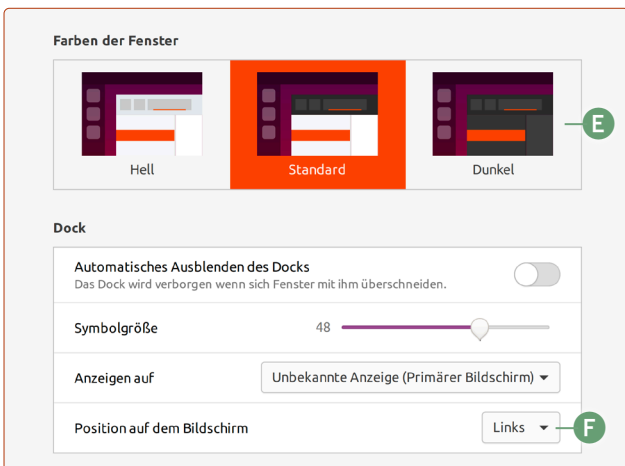 Farben der Fenster
Hell
Standard
Dunkel
E
Dock
Automatisches Ausblenden des Docks
Das Dock wird verborgen wenn sich Fenster mit ihm überschneiden.
Symbolgröße 48
Anzeigen auf Unbekannte Anzeige (Primärer Bildschirm)
Position auf dem Bildschirm Links F